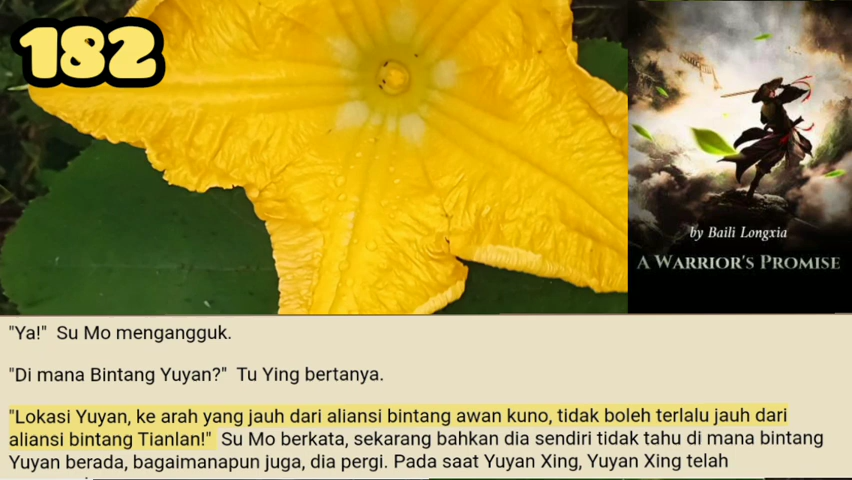 182
by Baili Longxia
A WARRIOR'S PROMISE
"Ya!" Su Mo mengangguk.
"Di mana Bintang Yuyan?" Tu Ying bertanya.
"Lokasi Yuyan, ke arah yang jauh dari aliansi bintang awan kuno, tidak boleh terlalu jauh dari
aliansi bintang Tianlan!" Su Mo berkata, sekarang bahkan dia sendiri tidak tahu di mana bintang
Yuyan berada, bagaimanapun juga, dia pergi. Pada saat Yuyan Xing, Yuyan Xing telah